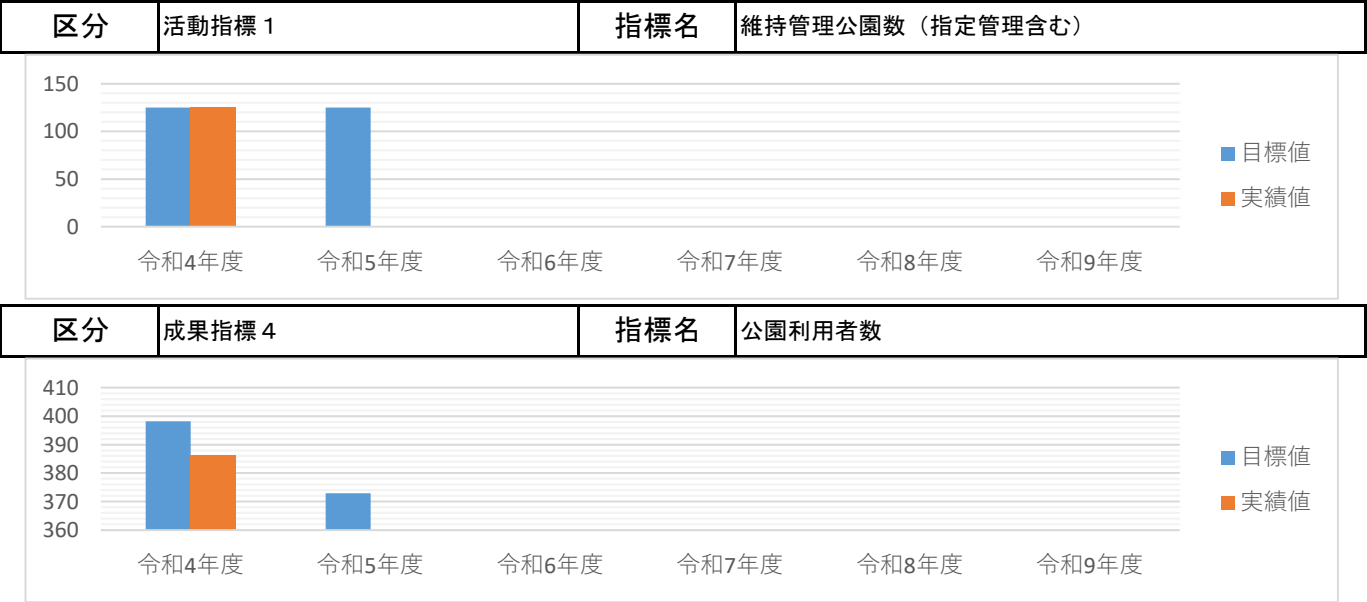 区分 活動指標１ 指標名 維持管理公園数（指定管理含む）
150
100
50
0
目標値
実績値
令和4年度 令和5年度 令和6年度 令和7年度 令和8年度 令和9年度
区分 成果指標４ 指標名 公園利用者数
410
400
390
380
370
360
目標値
実績値
令和4年度 令和5年度 令和6年度 令和7年度 令和8年度 令和9年度